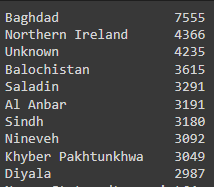 Baghdad 7555
Northern Ireland 4366
Unknown 4235
Balochistan 3615
Saladin 3291
Al Anbar 3191
Sindh 3180
Nineveh 3092
Khyber Pakhtunkhwa 3049
Diyala 2987